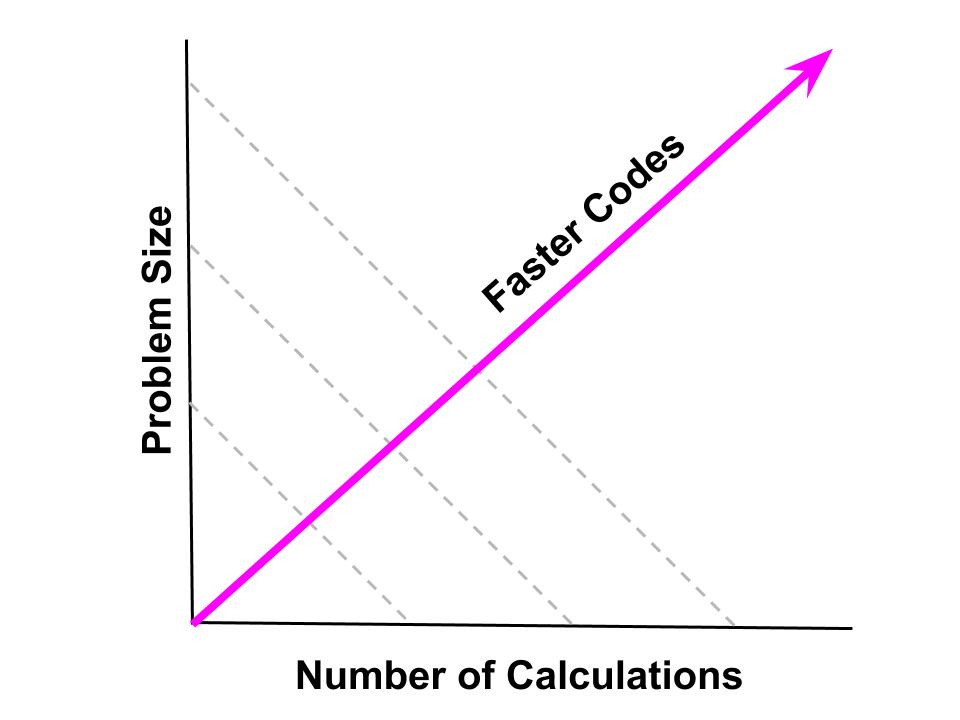 Problem Size
Faster Codes
Number of Calculations